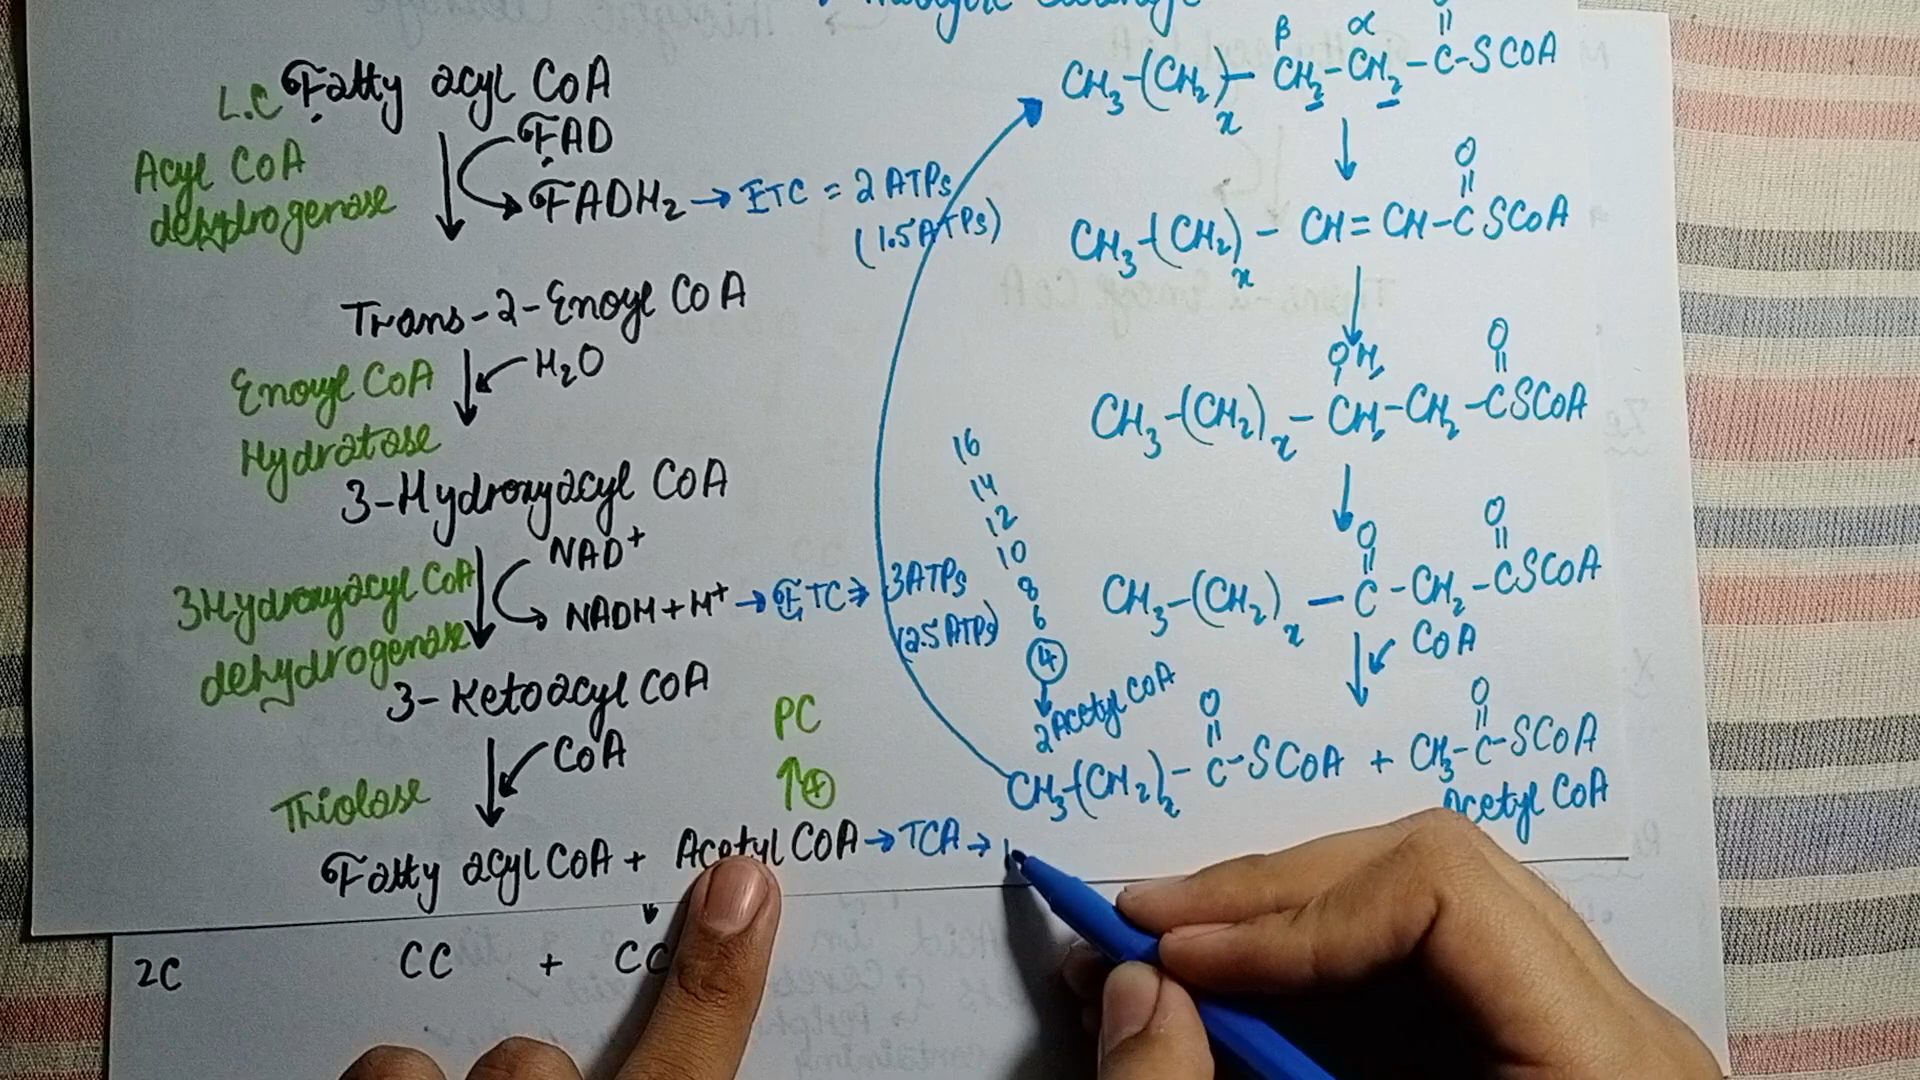 Fatty acyl CoA
L.C
Acyl CoA
dehydrogenase
FAD
FADH2 → ETC = 2 ATPs
(1.5 ATPs)
Trans-2-Enoyl CoA
Enoyl CoA
Hydratase
H2O
3-Hydroxyacyl CoA
3Hydroxyacyl CoA
dehydrogenase
NAD+
NADH + H+ → ETC ⇒ 3ATPs
(2.5 ATPs)
3-Ketoacyl CoA
Thiolase
CoA
PC
↑⊕
Fatty acyl CoA + Acetyl COA → TCA →
2C
CC + CC
β α O
CH3-(CH2)x-CH2-CH2-C-SCOA
O
CH3-(CH2)x-CH=CH-C SCOA
OH O
CH3-(CH2)x-CH-CH2-CSCoA
O O
CH3-(CH2)x-C-CH2-CSCOA
COA
16
14
12
10
8
6
4
2Acetyl COA
O O
CH3-(CH2)2-C-SCOA + CH3-C-SCOA
Acetyl COA